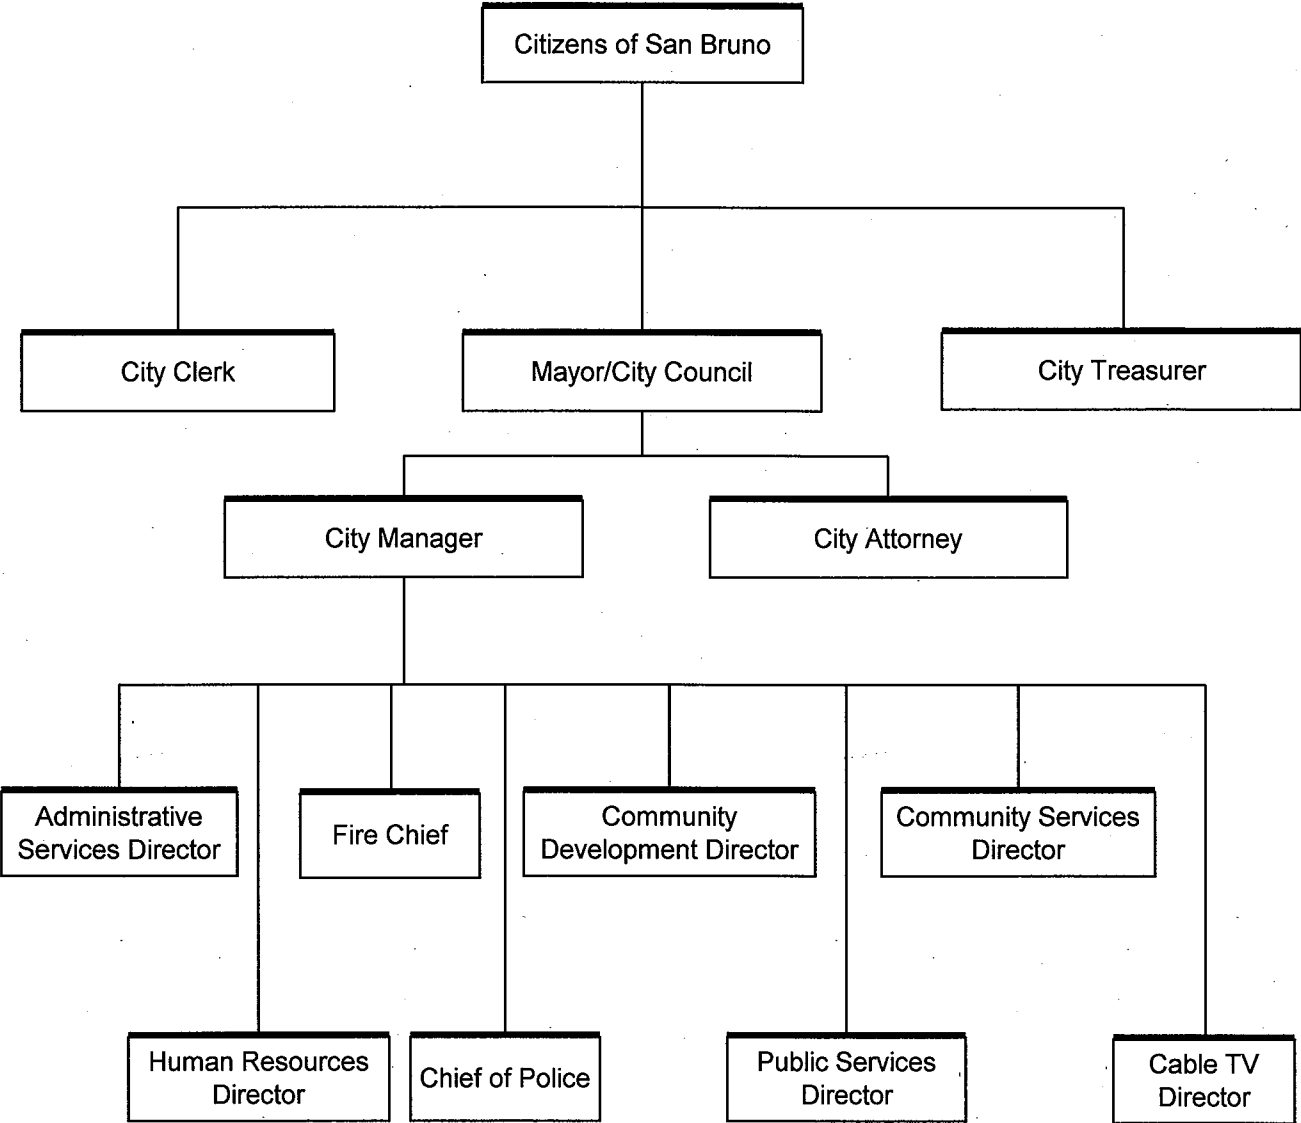 Citizens of San Bruno
City Clerk
Mayor/City Council
City Treasurer
City Manager
City Attorney
Administrative
Services Director
Fire Chief
Community
Development Director
Community Services
Director
Human Resources
Director
Chief of Police
Public Services
Director
Cable TV
Director